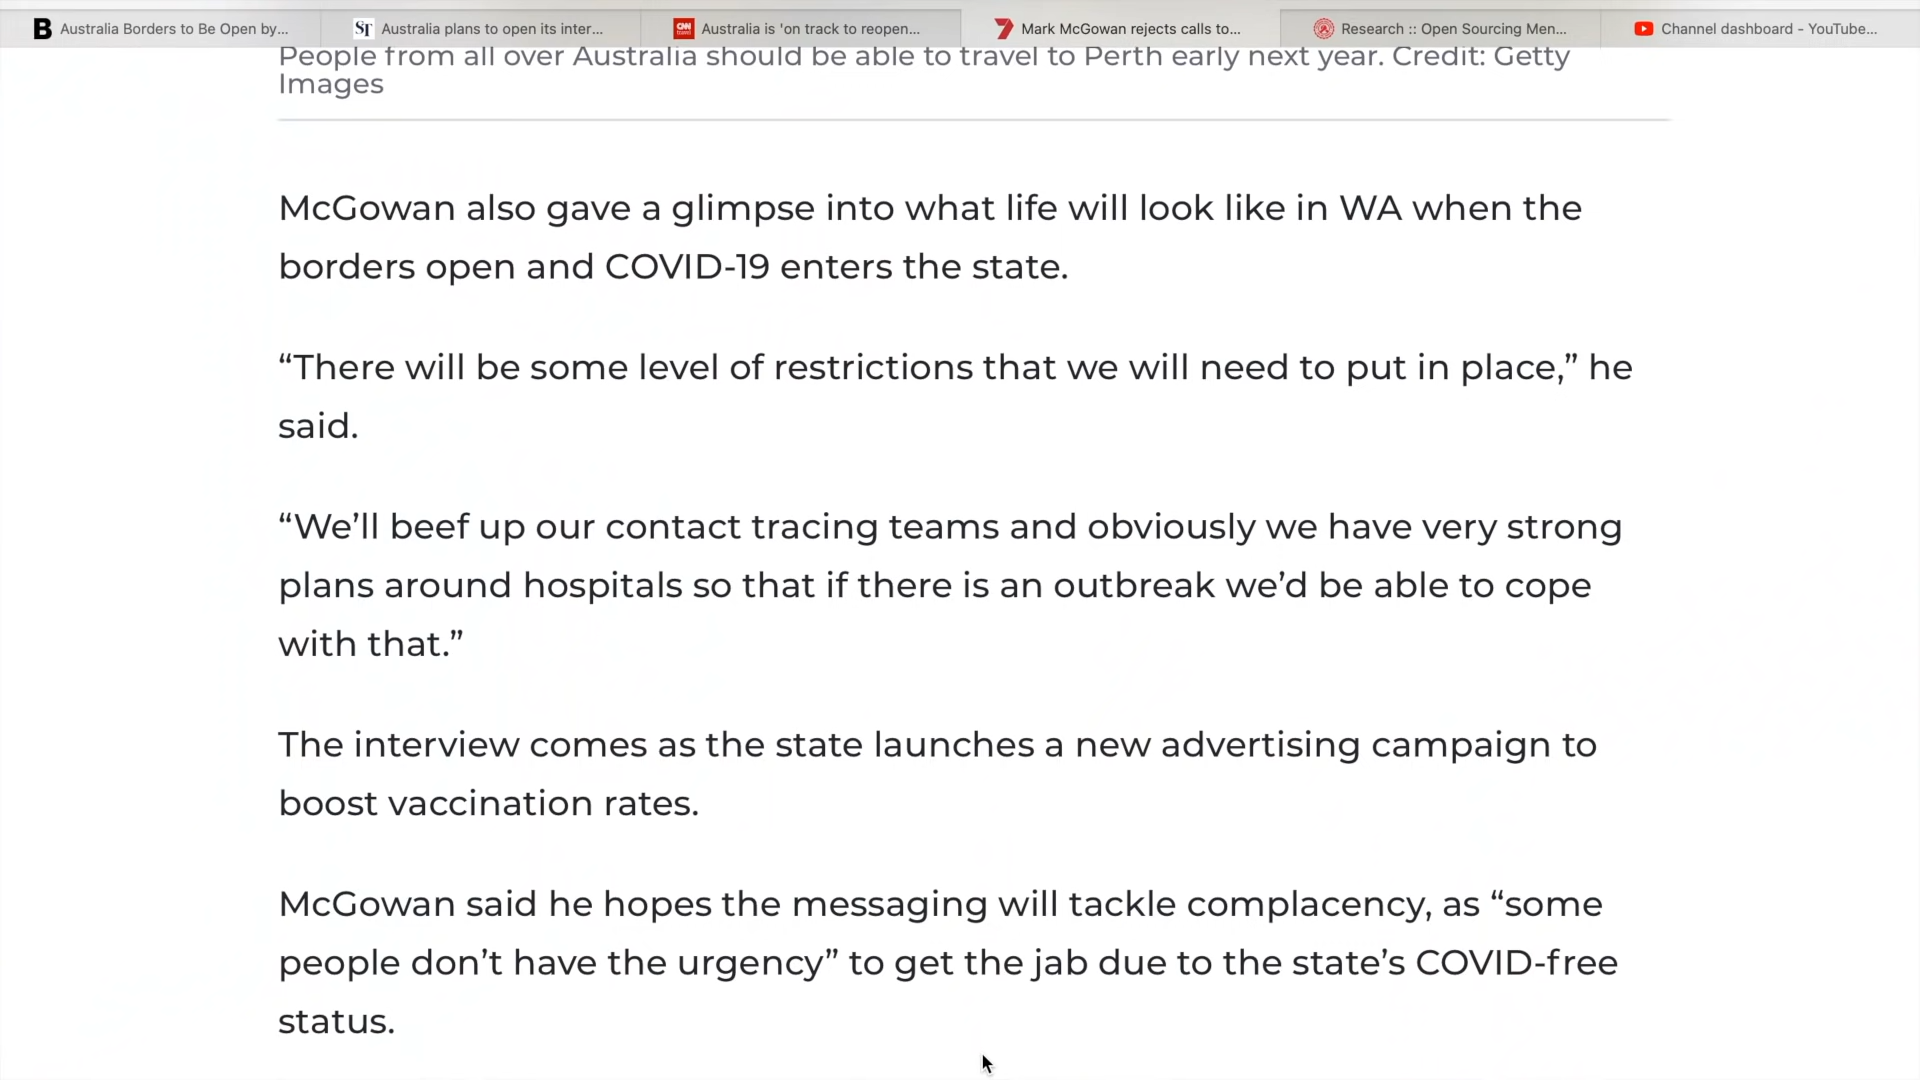 Australia Borders to Be Open by...
Australia plans to open its inter...
Australia is 'on track to reopen...
Mark McGowan rejects calls to...
Research :: Open Sourcing Men...
Channel dashboard - YouTube...
People from all over Australia should be able to travel to Perth early next year. Credit: Getty
Images
McGowan also gave a glimpse into what life will look like in WA when the
borders open and COVID-19 enters the state.
“There will be some level of restrictions that we will need to put in place,” he
said.
“We’ll beef up our contact tracing teams and obviously we have very strong
plans around hospitals so that if there is an outbreak we’d be able to cope
with that.”
The interview comes as the state launches a new advertising campaign to
boost vaccination rates.
McGowan said he hopes the messaging will tackle complacency, as “some
people don’t have the urgency” to get the jab due to the state’s COVID-free
status.